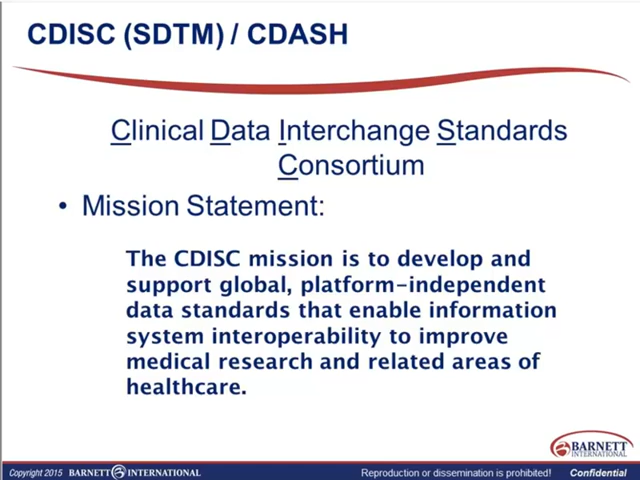 CDISC (SDTM) / CDASH
Clinical Data Interchange Standards
Consortium
• Mission Statement:
The CDISC mission is to develop and
support global, platform-independent
data standards that enable information
system interoperability to improve
medical research and related areas of
healthcare.
BARNETT
INTERNATIONAL
Copyright 2015 BARNETT INTERNATIONAL Reproduction or dissemination is prohibited! Confidential